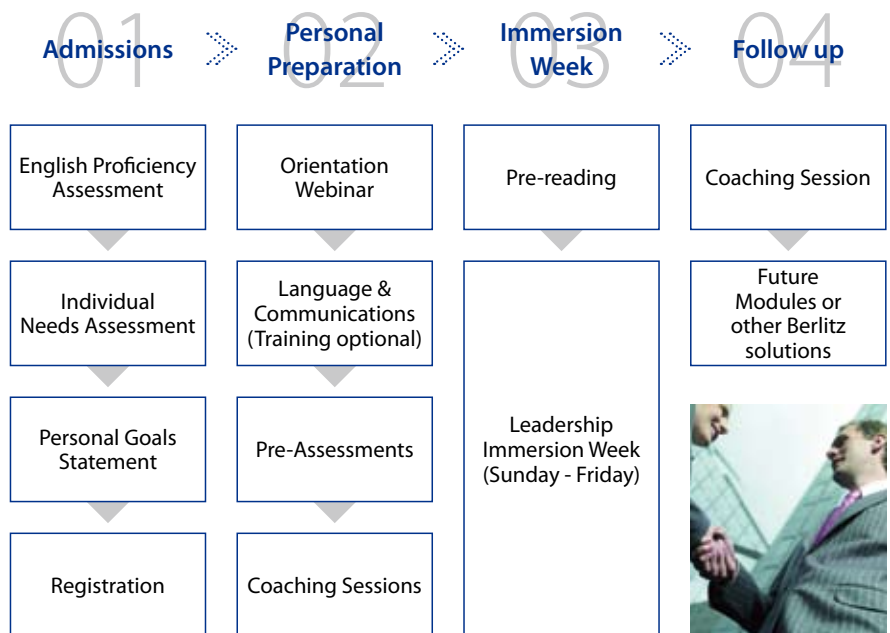 01
Admissions
02
Personal
Preparation
03
Immersion
Week
04
Follow up
English Proficiency
Assessment
Individual
Needs Assessment
Personal Goals
Statement
Registration
Orientation
Webinar
Language &
Communications
(Training optional)
Pre-Assessments
Coaching Sessions
Pre-reading
Leadership
Immersion Week
(Sunday - Friday)
Coaching Session
Future
Modules or
other Berlitz
solutions